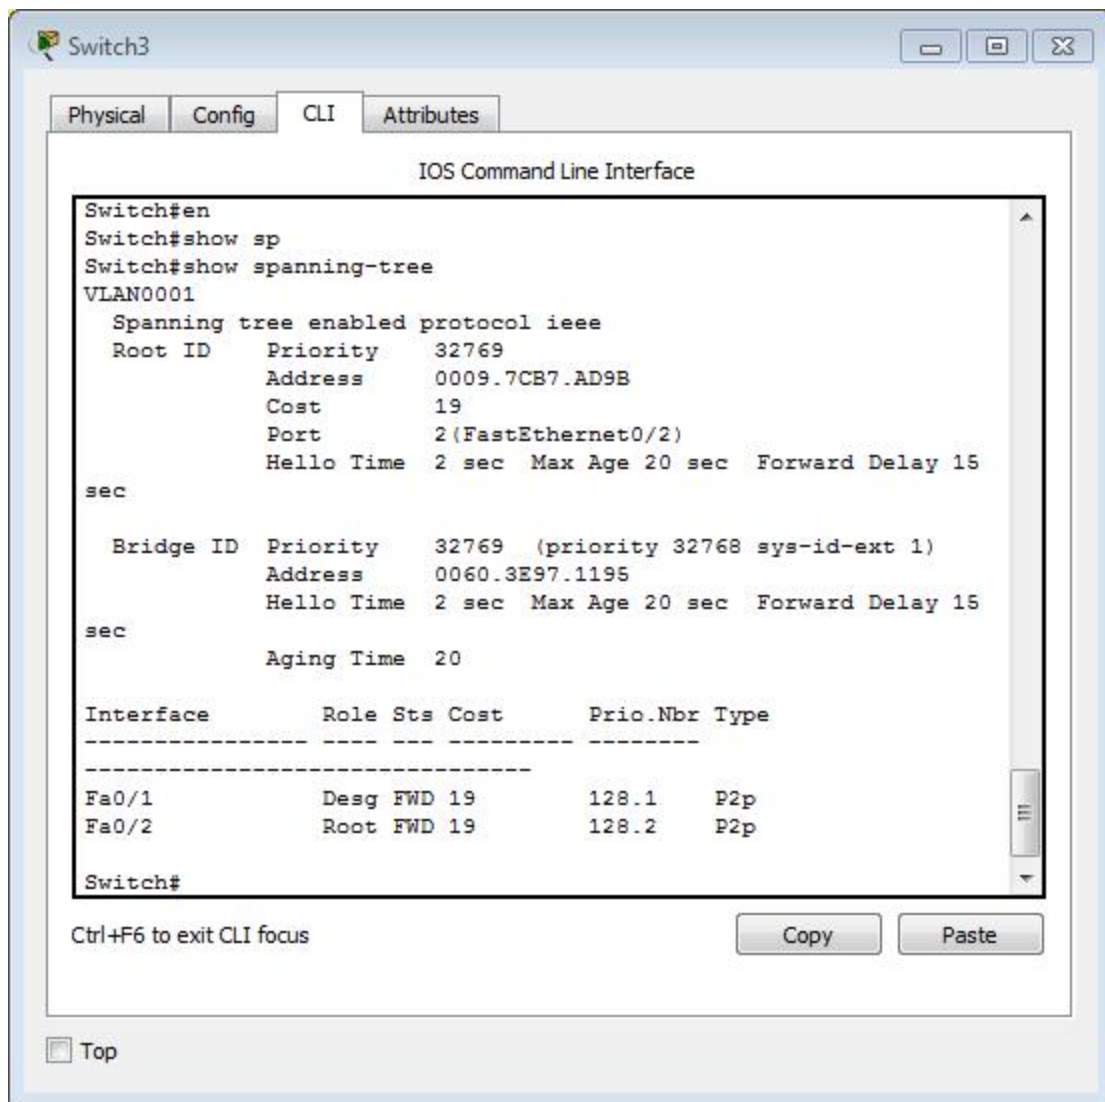 Switch3
Physical Config CLI Attributes
IOS Command Line Interface
Switch#en
Switch#show sp
Switch#show spanning-tree
VLAN0001
  Spanning tree enabled protocol ieee
  Root ID    Priority    32769
             Address     0009.7CB7.AD9B
             Cost        19
             Port        2(FastEthernet0/2)
             Hello Time  2 sec  Max Age 20 sec  Forward Delay 15
sec

  Bridge ID  Priority    32769  (priority 32768 sys-id-ext 1)
             Address     0060.3E97.1195
             Hello Time  2 sec  Max Age 20 sec  Forward Delay 15
sec
             Aging Time  20

Interface        Role Sts Cost      Prio.Nbr Type
---------------- ---- --- --------- --------
--------------------------------
Fa0/1            Desg FWD 19        128.1    P2p
Fa0/2            Root FWD 19        128.2    P2p

Switch#
Ctrl+F6 to exit CLI focus
Copy Paste
Top